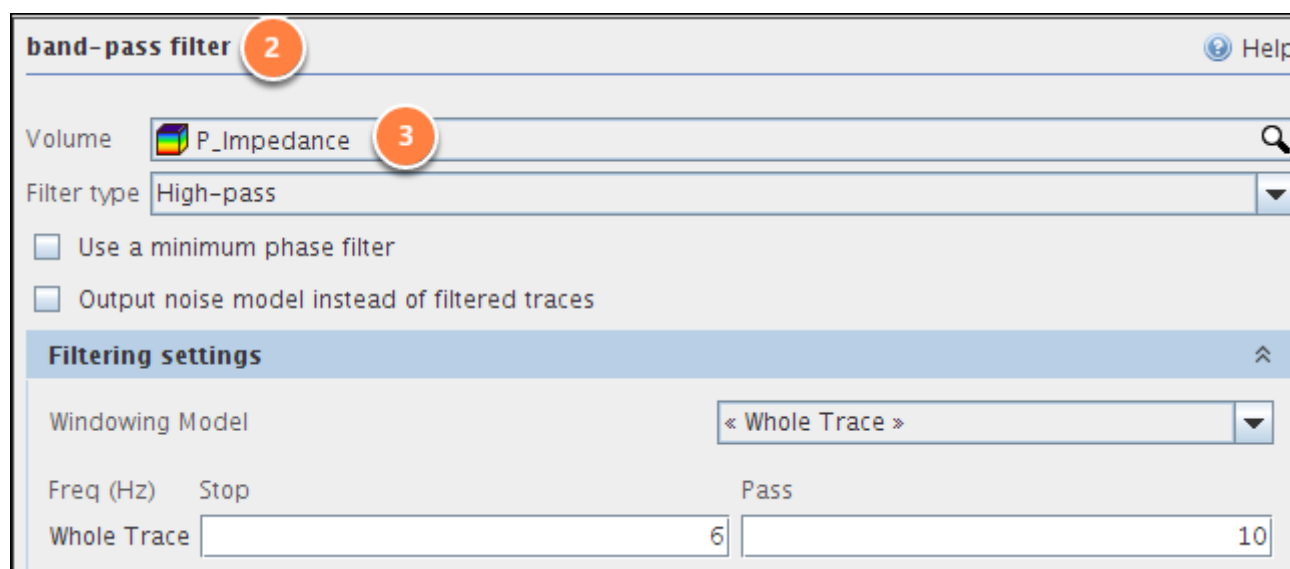 band-pass filter 2 Help
Volume P_Impedance 3
Filter type High-pass
Use a minimum phase filter
Output noise model instead of filtered traces
Filtering settings
Windowing Model « Whole Trace »
Freq (Hz) Stop Pass
Whole Trace 6 10